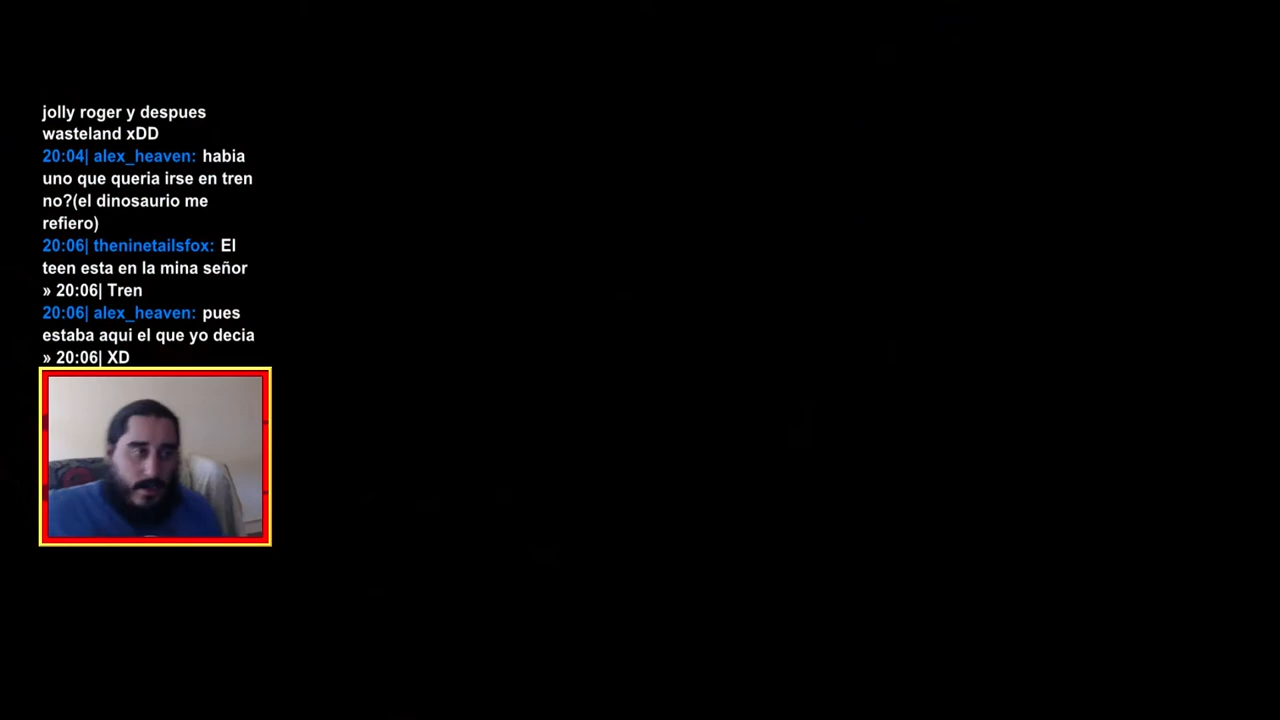 jolly roger y despues
wasteland xDD
20:04| alex_heaven: habia
uno que queria irse en tren
no?(el dinosaurio me
refiero)
20:06| theninetailsfox: El
teen esta en la mina señor
» 20:06| Tren
20:06| alex_heaven: pues
estaba aqui el que yo decia
» 20:06| XD